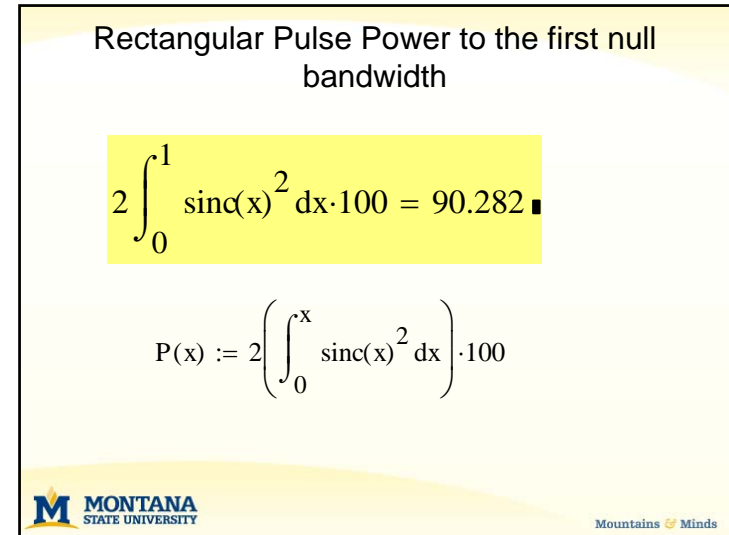 Rectangular Pulse Power to the first null
bandwidth
2∫₀¹ sinc(x)² dx·100 = 90.282
P(x) := 2(∫₀ˣ sinc(x)² dx)·100
M MONTANA
STATE UNIVERSITY
Mountains & Minds